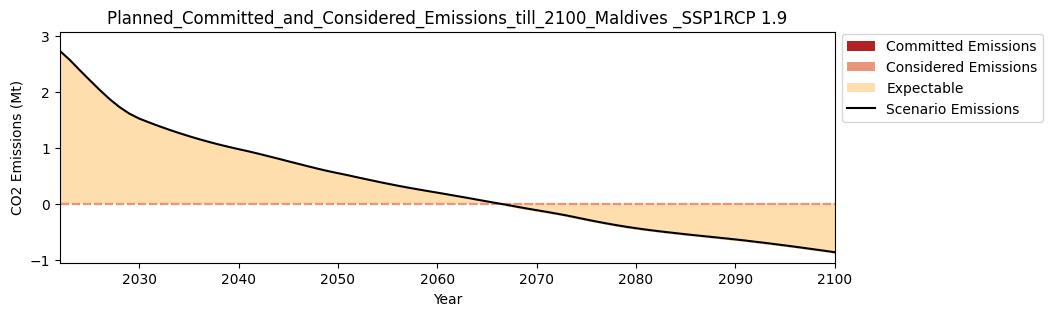 Planned_Committed_and_Considered_Emissions_till_2100_Maldives _SSP1RCP 1.9
Committed Emissions
Considered Emissions
Expectable
Scenario Emissions
CO2 Emissions (Mt)
3
2
1
0
−1
2030 2040 2050 2060 2070 2080 2090 2100
Year